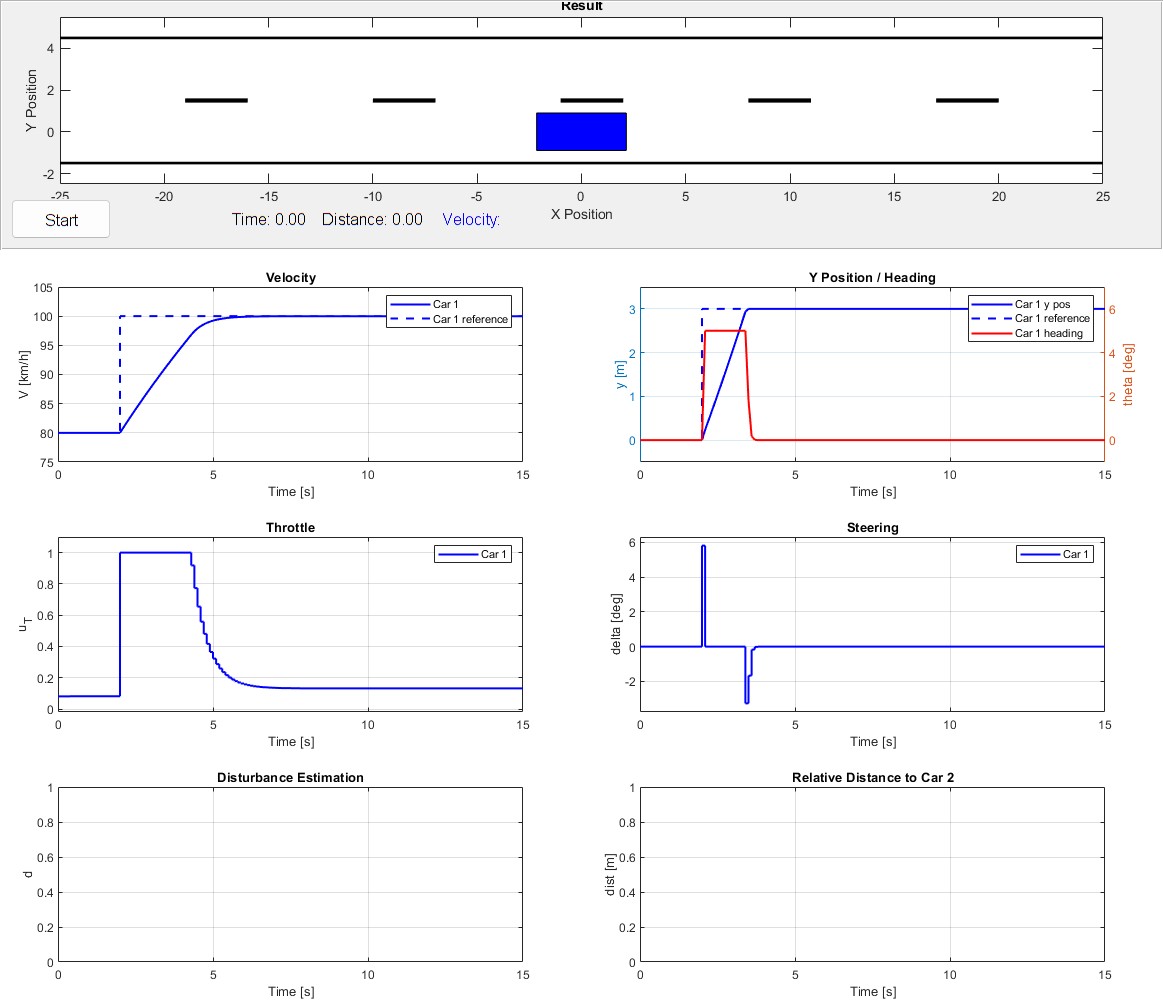 Result
Y Position
4
2
0
-2
-25
-20
-15
-10
-5
0
5
10
15
20
25
X Position
Start
Time: 0.00
Distance: 0.00
Velocity:
Velocity
V [km/h]
105
100
95
90
85
80
75
0
5
10
15
Time [s]
Car 1
Car 1 reference
Y Position / Heading
y [m]
3
2
1
0
theta [deg]
6
4
2
0
0
5
10
15
Time [s]
Car 1 y pos
Car 1 reference
Car 1 heading
Throttle
u_T
1
0.8
0.6
0.4
0.2
0
0
5
10
15
Time [s]
Car 1
Steering
delta [deg]
6
4
2
0
-2
0
5
10
15
Time [s]
Car 1
Disturbance Estimation
d
1
0.8
0.6
0.4
0.2
0
0
5
10
15
Time [s]
Relative Distance to Car 2
dist [m]
1
0.8
0.6
0.4
0.2
0
0
5
10
15
Time [s]